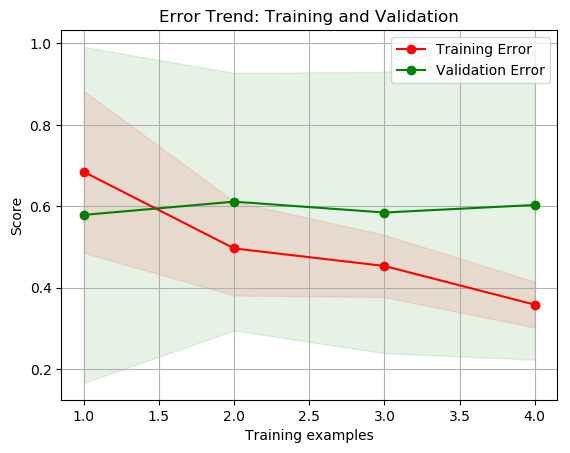 Error Trend: Training and Validation
Training Error
Validation Error
Score
1.0
0.8
0.6
0.4
0.2
1.0 1.5 2.0 2.5 3.0 3.5 4.0
Training examples